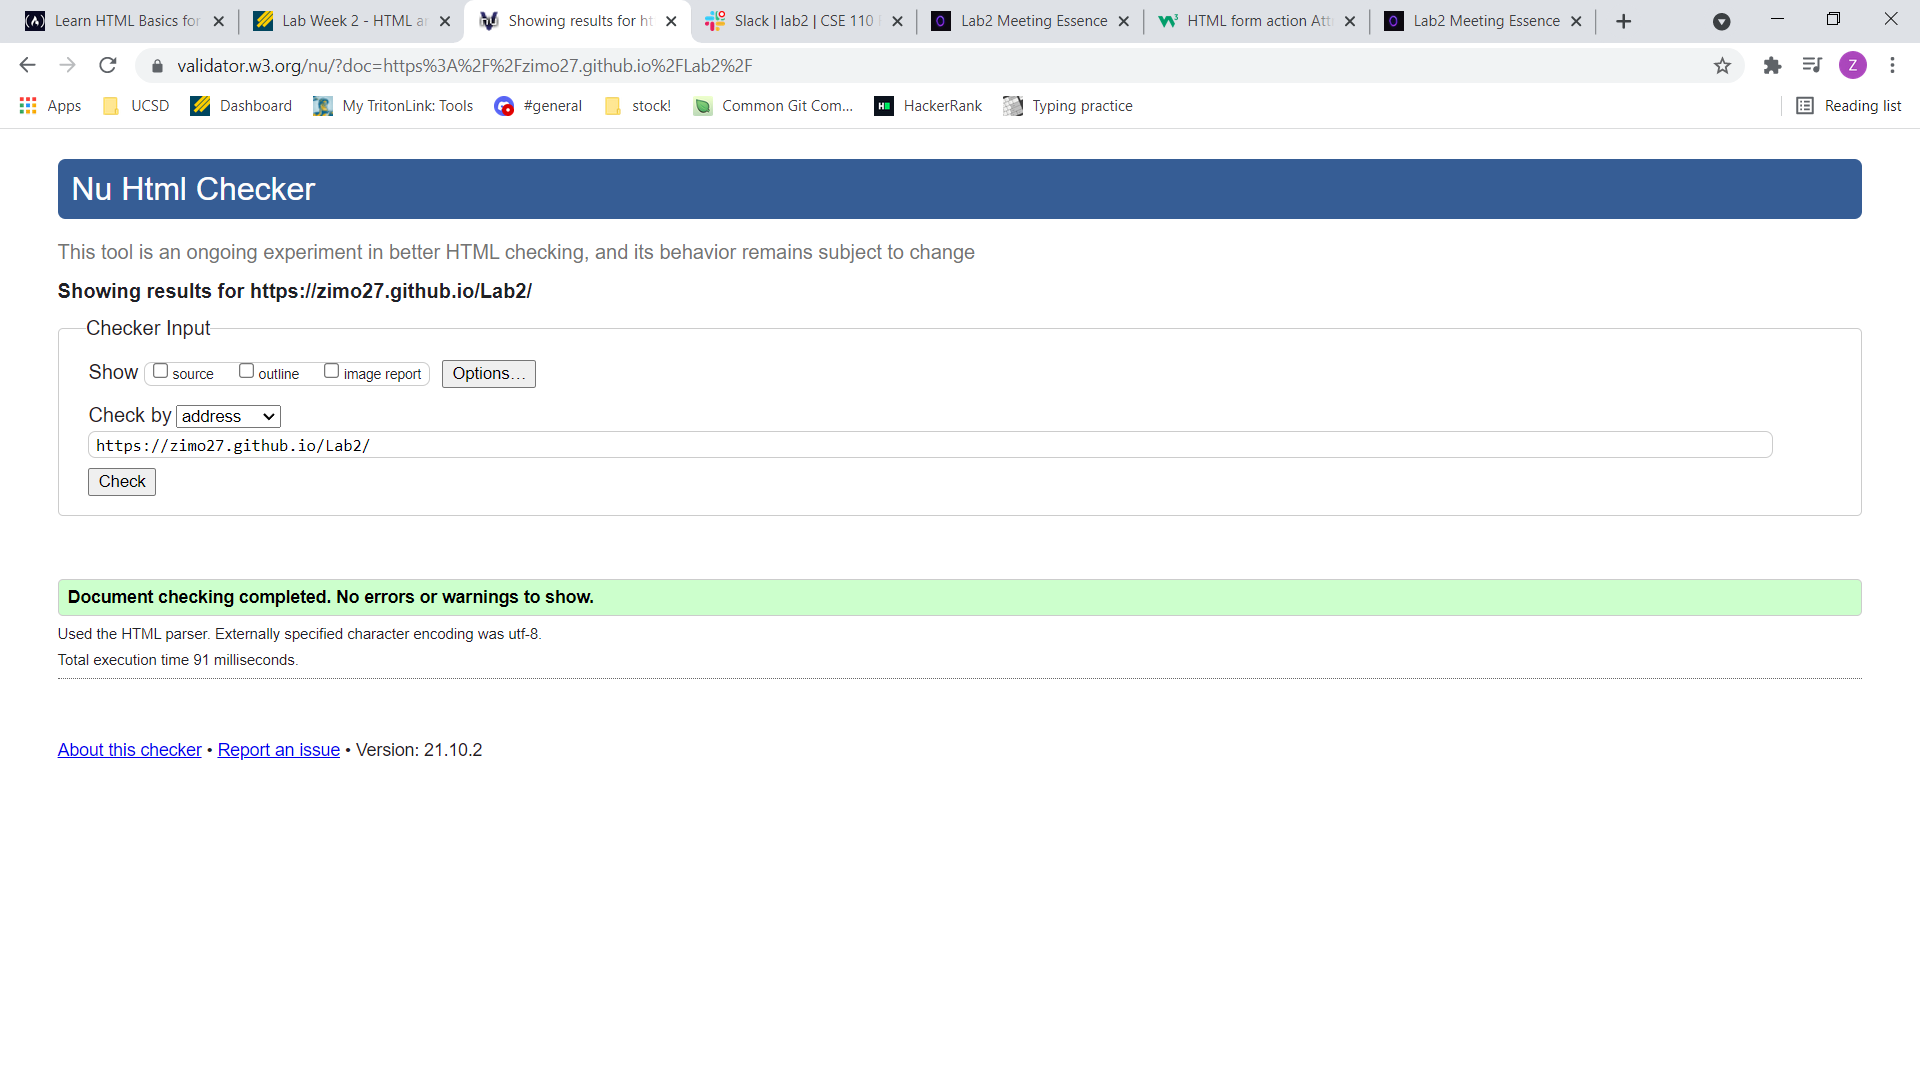 Learn HTML Basics for
Lab Week 2 - HTML ar
Showing results for ht
Slack | lab2 | CSE 110
Lab2 Meeting Essence
HTML form action Att
Lab2 Meeting Essence
validator.w3.org/nu/?doc=https%3A%2F%2Fzimo27.github.io%2FLab2%2F
Z
Apps UCSD Dashboard My TritonLink: Tools #general stock! Common Git Com... HackerRank Typing practice Reading list
Nu Html Checker
This tool is an ongoing experiment in better HTML checking, and its behavior remains subject to change
Showing results for https://zimo27.github.io/Lab2/
Checker Input
Show source outline image report Options...
Check by address
https://zimo27.github.io/Lab2/
Check
Document checking completed. No errors or warnings to show.
Used the HTML parser. Externally specified character encoding was utf-8.
Total execution time 91 milliseconds.
About this checker • Report an issue • Version: 21.10.2